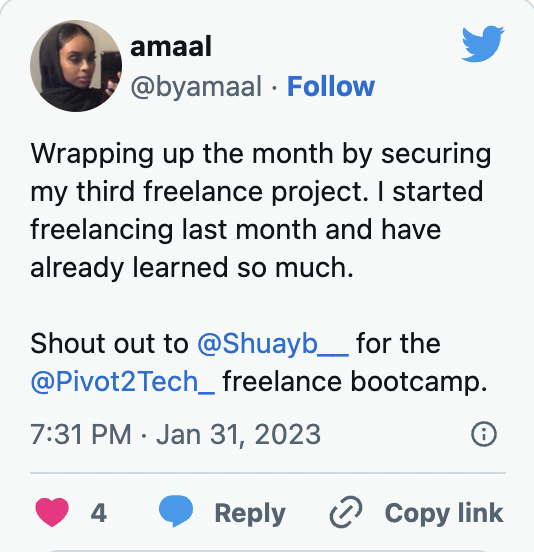 amaal
@byamaal · Follow
Wrapping up the month by securing
my third freelance project. I started
freelancing last month and have
already learned so much.
Shout out to @Shuayb__ for the
@Pivot2Tech_ freelance bootcamp.
7:31 PM · Jan 31, 2023
4 Reply Copy link